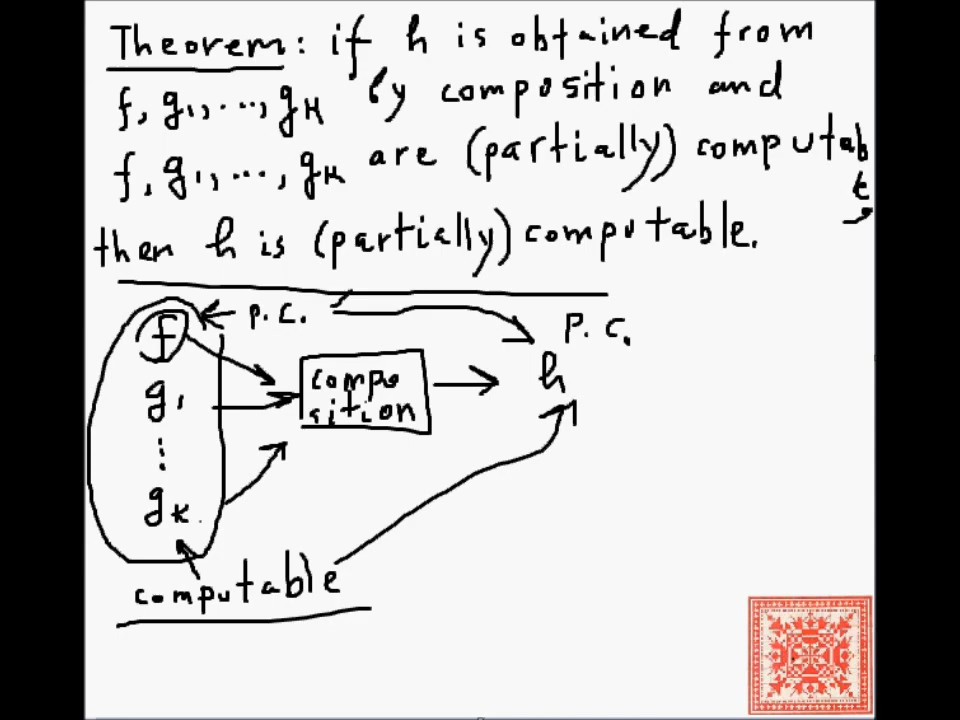 Theorem: if h is obtained from
f, g1, ..., gk by composition and
f, g1, ..., gk are (partially) computable
then h is (partially) computable.
f ← p.c.
P.C.
g1
compo
sition
h
⋮
gk
computable